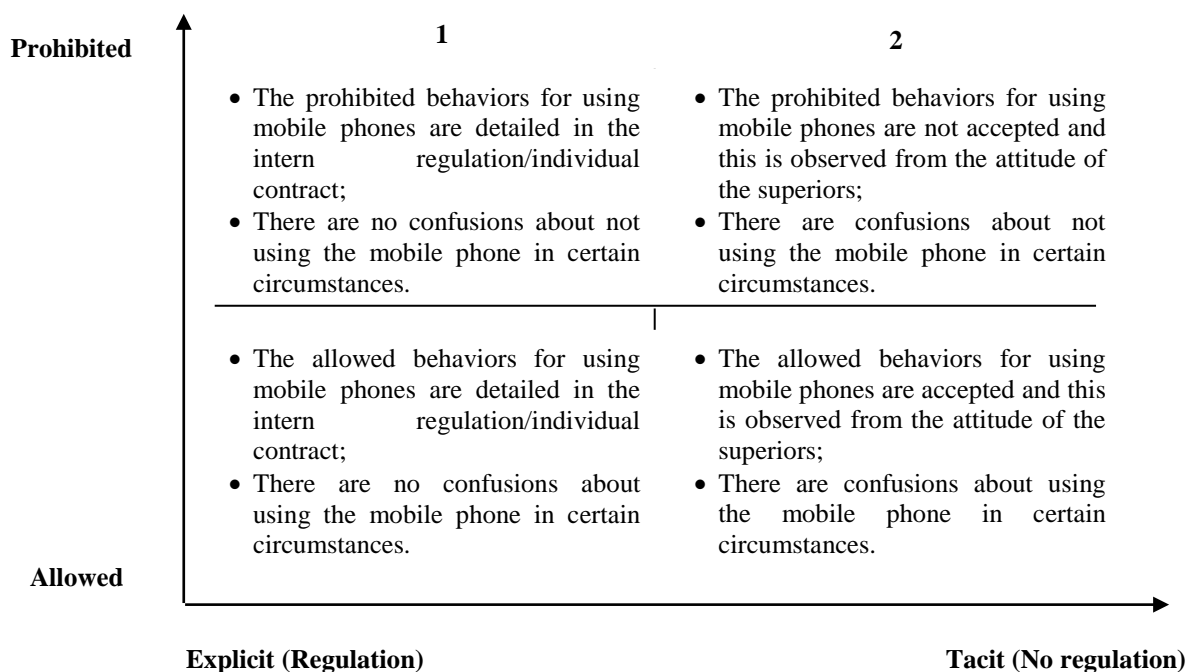 Prohibited
1
2
• The prohibited behaviors for using
mobile phones are detailed in the
intern regulation/individual
contract;
• There are no confusions about not
using the mobile phone in certain
circumstances.
• The prohibited behaviors for using
mobile phones are not accepted and
this is observed from the attitude of
the superiors;
• There are confusions about not
using the mobile phone in certain
circumstances.
• The allowed behaviors for using
mobile phones are detailed in the
intern regulation/individual
contract;
• There are no confusions about
using the mobile phone in certain
circumstances.
• The allowed behaviors for using
mobile phones are accepted and this
is observed from the attitude of the
superiors;
• There are confusions about using
the mobile phone in certain
circumstances.
Allowed
Explicit (Regulation)
Tacit (No regulation)